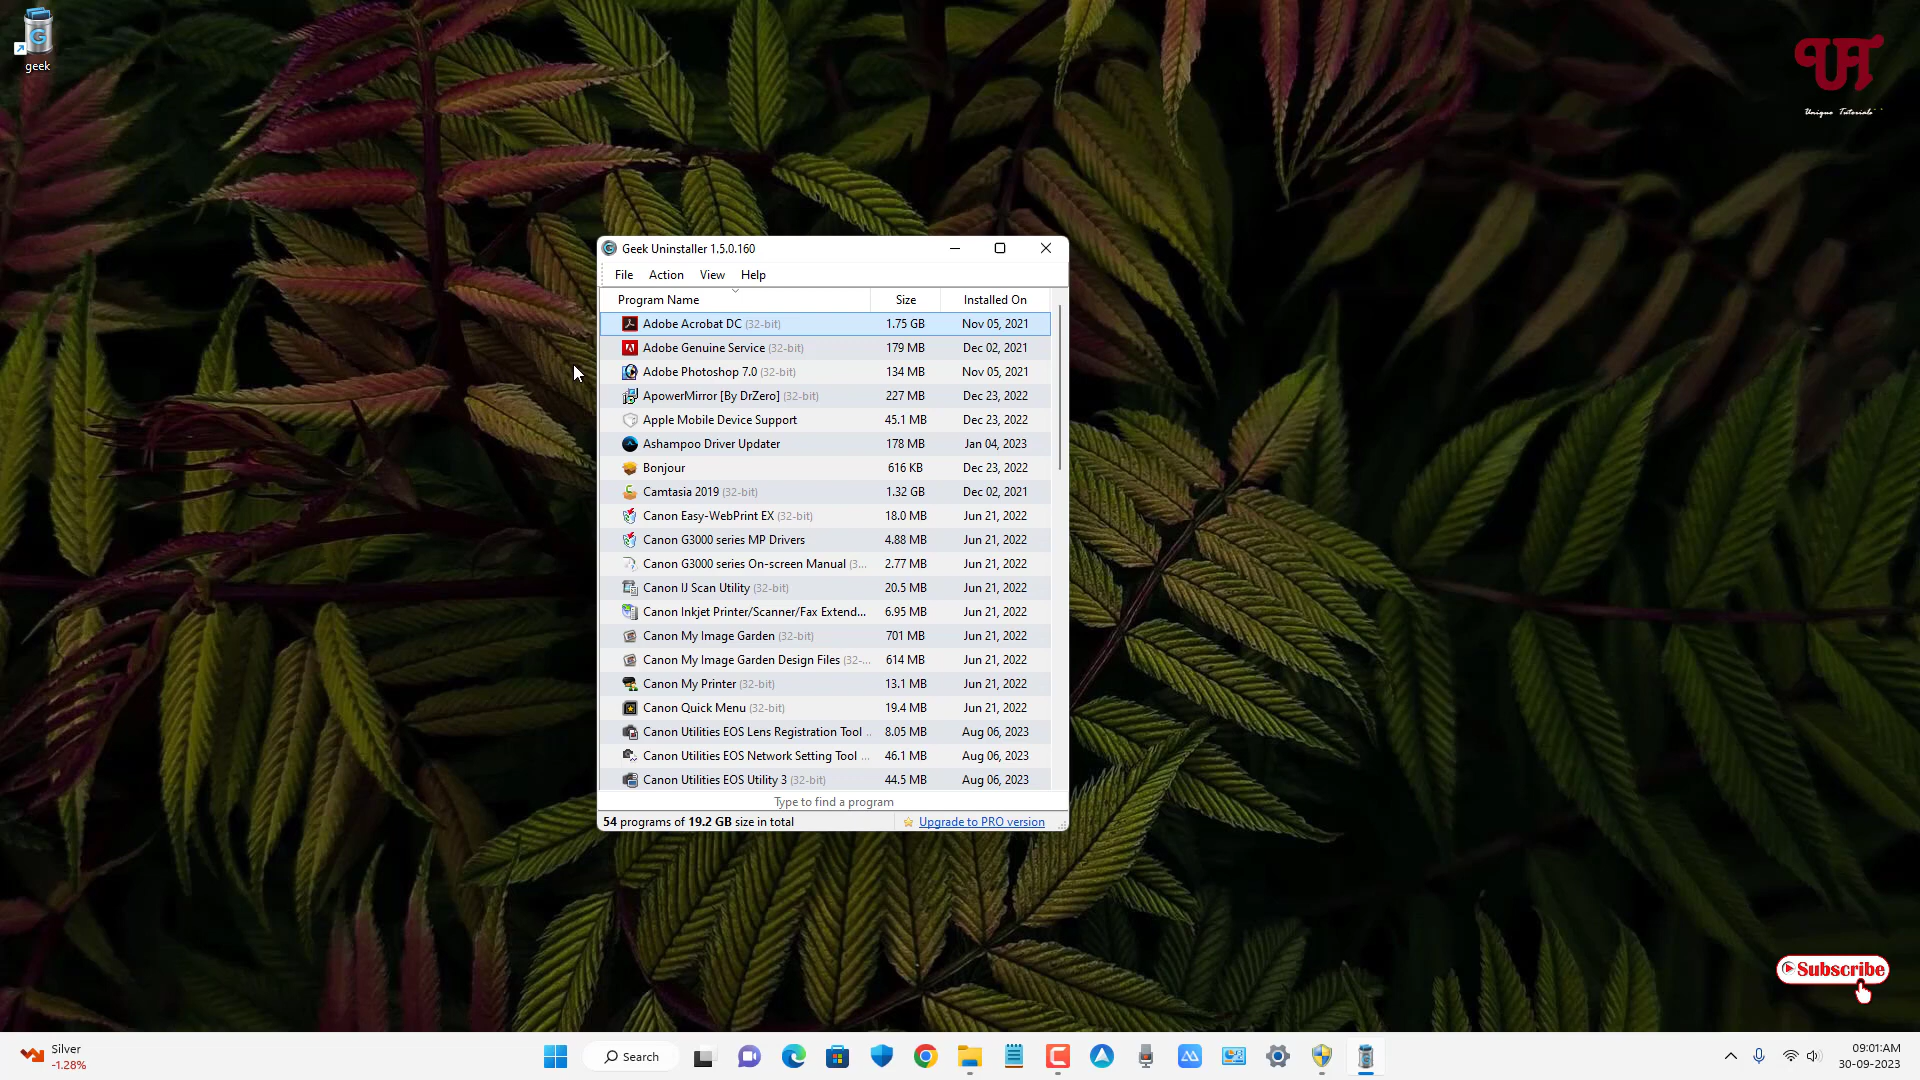 geek
UT
Unique Tutorials
Geek Uninstaller 1.5.0.160
File Action View Help
Program Name Size Installed On
Adobe Acrobat DC (32-bit) 1.75 GB Nov 05, 2021
Adobe Genuine Service (32-bit) 179 MB Dec 02, 2021
Adobe Photoshop 7.0 (32-bit) 134 MB Nov 05, 2021
ApowerMirror [By DrZero] (32-bit) 227 MB Dec 23, 2022
Apple Mobile Device Support 45.1 MB Dec 23, 2022
Ashampoo Driver Updater 178 MB Jan 04, 2023
Bonjour 616 KB Dec 23, 2022
Camtasia 2019 (32-bit) 1.32 GB Dec 02, 2021
Canon Easy-WebPrint EX (32-bit) 18.0 MB Jun 21, 2022
Canon G3000 series MP Drivers 4.88 MB Jun 21, 2022
Canon G3000 series On-screen Manual (3... 2.77 MB Jun 21, 2022
Canon IJ Scan Utility (32-bit) 20.5 MB Jun 21, 2022
Canon Inkjet Printer/Scanner/Fax Extend... 6.95 MB Jun 21, 2022
Canon My Image Garden (32-bit) 701 MB Jun 21, 2022
Canon My Image Garden Design Files (32-... 614 MB Jun 21, 2022
Canon My Printer (32-bit) 13.1 MB Jun 21, 2022
Canon Quick Menu (32-bit) 19.4 MB Jun 21, 2022
Canon Utilities EOS Lens Registration Tool .. 8.05 MB Aug 06, 2023
Canon Utilities EOS Network Setting Tool ... 46.1 MB Aug 06, 2023
Canon Utilities EOS Utility 3 (32-bit) 44.5 MB Aug 06, 2023
Type to find a program
54 programs of 19.2 GB size in total Upgrade to PRO version
Subscribe
Silver
-1.28%
Search
09:01AM
30-09-2023